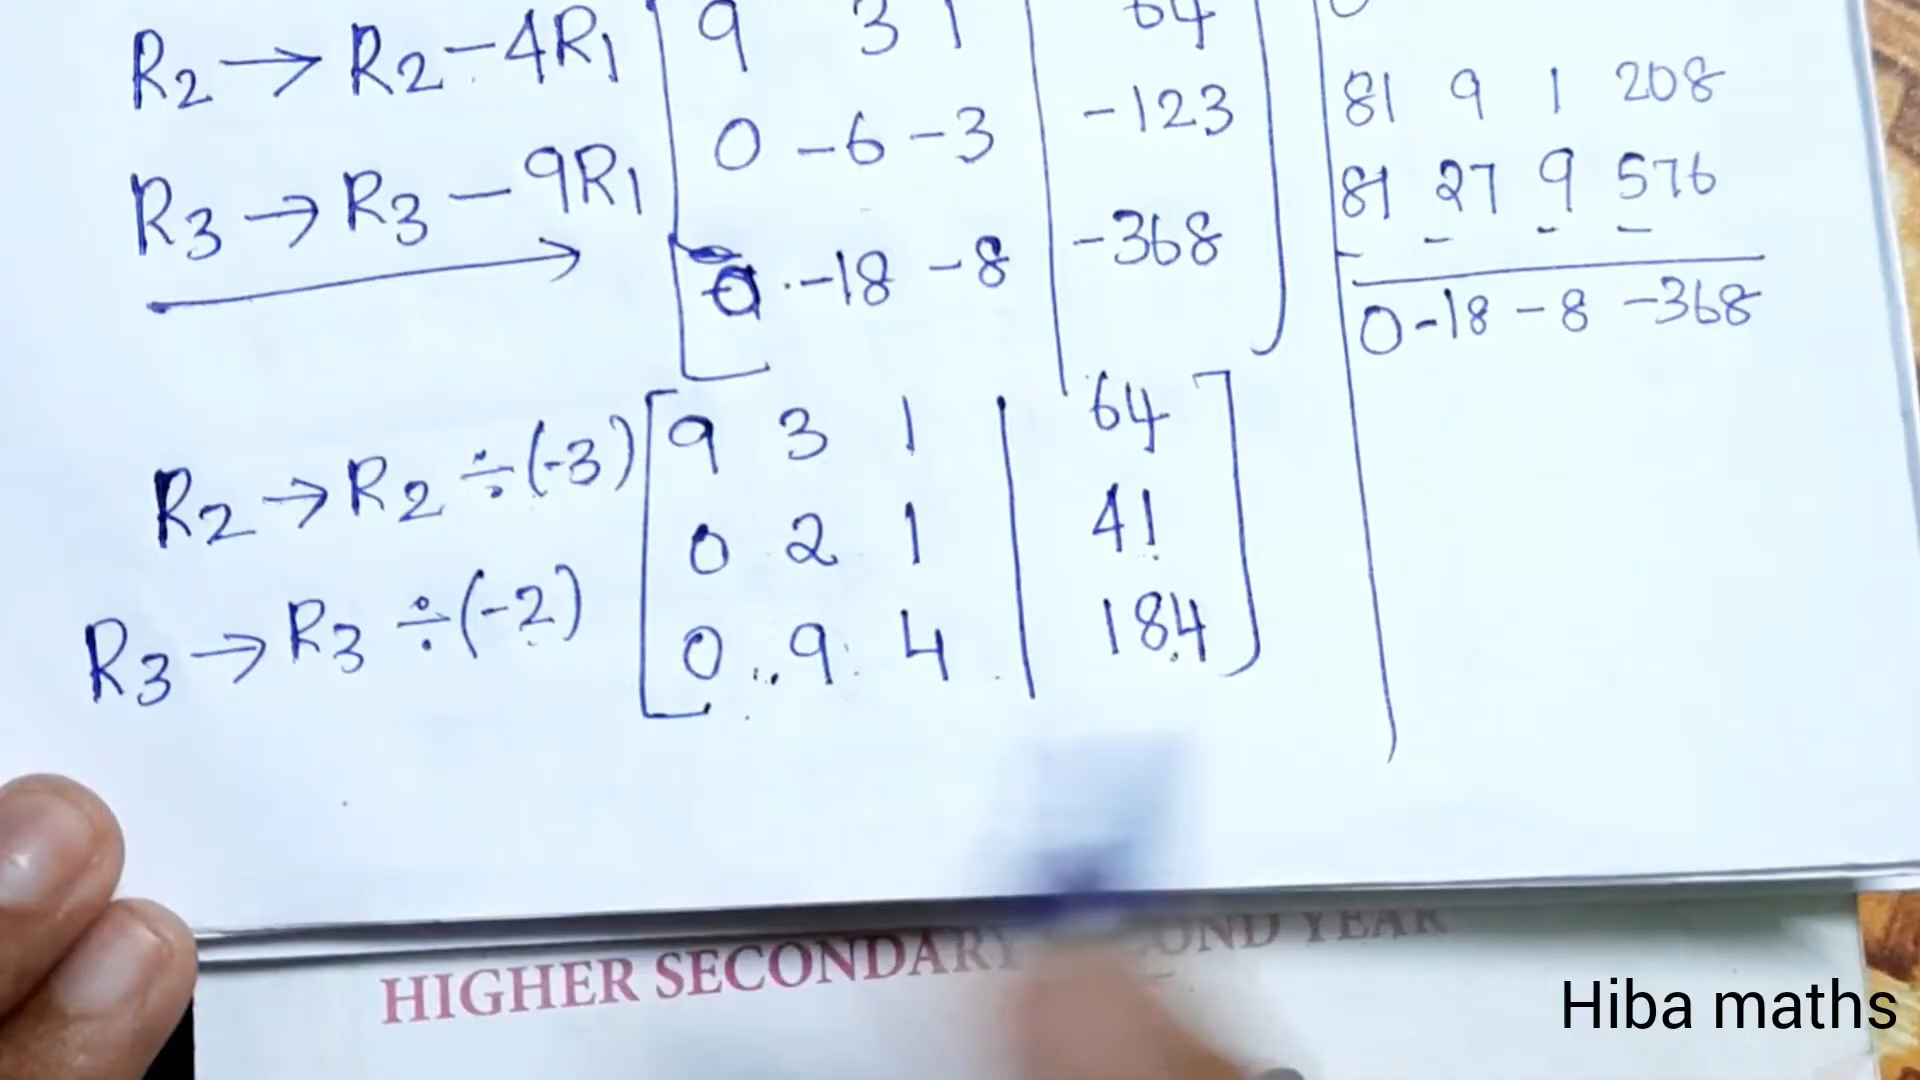 R2 → R2 - 4R1 [ 9 3 1 | 64
0 -6 -3 | -123
R3 → R3 - 9R1
0 -18 -8 | -368 ]
81 9 1 208
81 27 9 576
- - - -
0 -18 -8 -368
[ 9 3 1 | 64 ]
R2 → R2 ÷ (-3) 0 2 1 | 41
R3 → R3 ÷ (-2) 0 9 4 | 184
HIGHER SECONDARY SECOND YEAR
Hiba maths